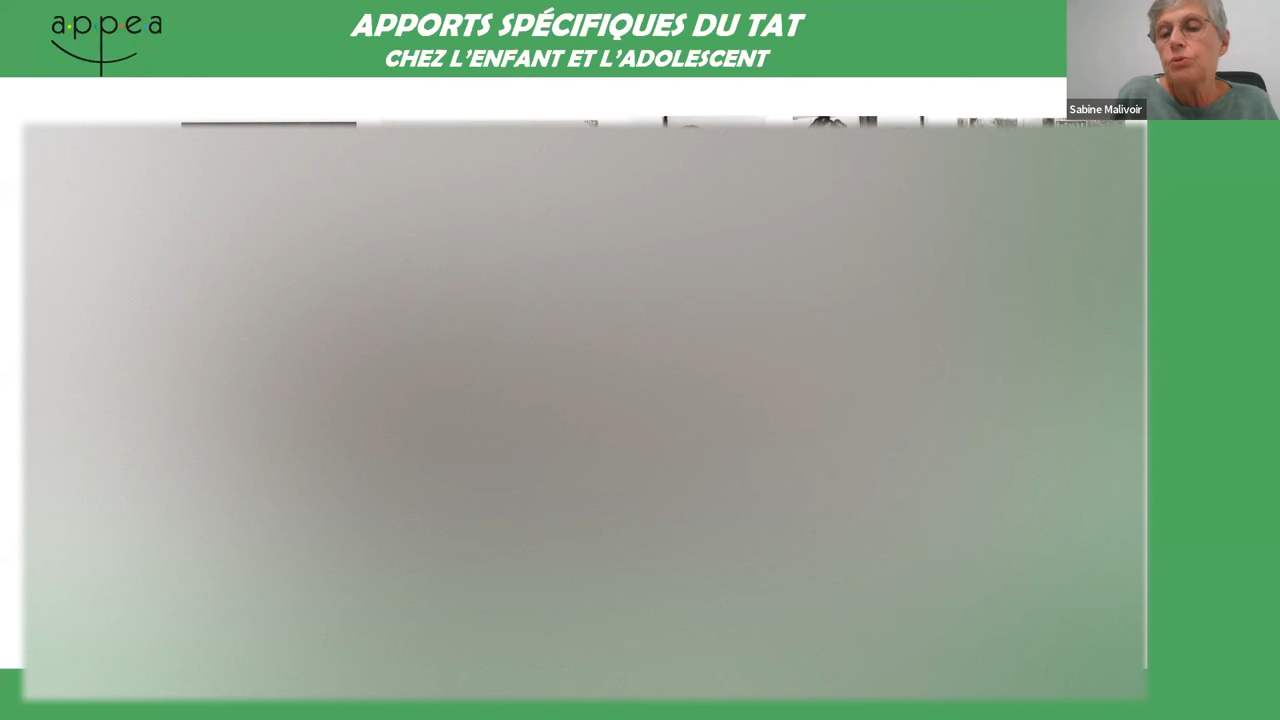 appea
APPORTS SPÉCIFIQUES DU TAT
CHEZ L'ENFANT ET L'ADOLESCENT
Sabine Malivoir